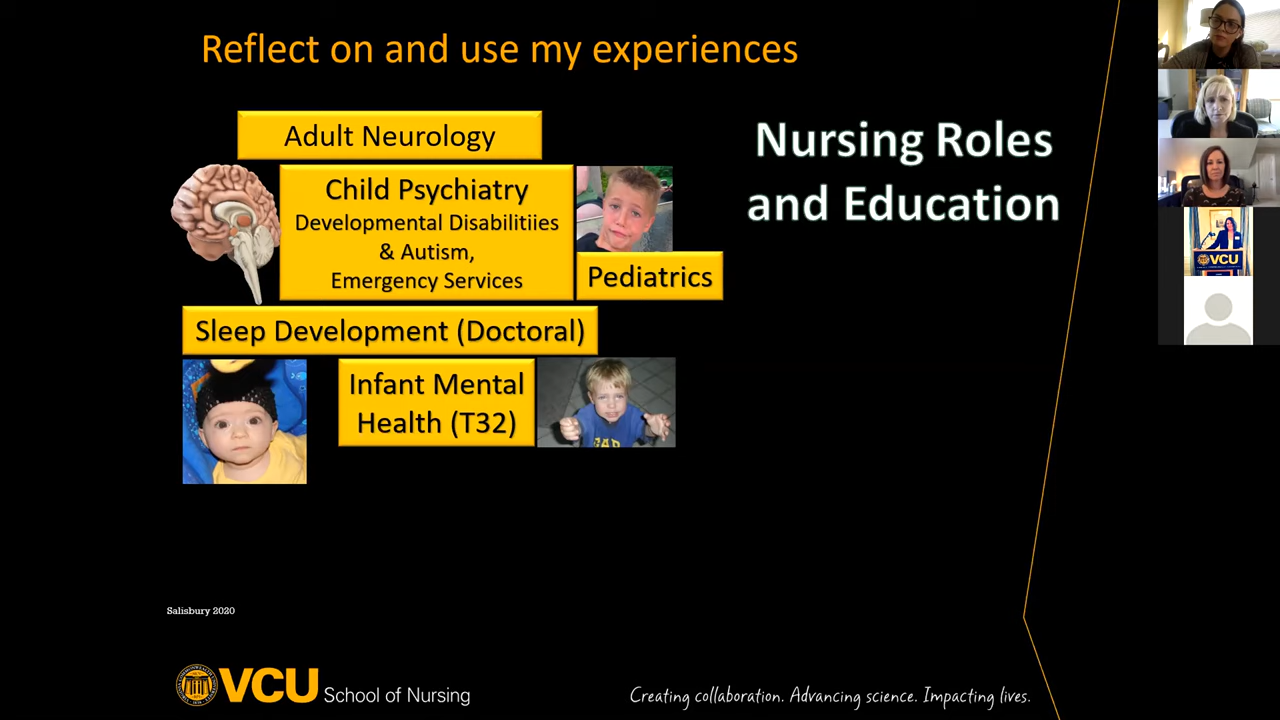 Reflect on and use my experiences
Adult Neurology
Child Psychiatry
Developmental Disabilitiies
& Autism,
Emergency Services
Pediatrics
Sleep Development (Doctoral)
Infant Mental
Health (T32)
Nursing Roles
and Education
VCU
GAP
Salisbury 2020
VCU School of Nursing
Creating collaboration. Advancing science. Impacting lives.